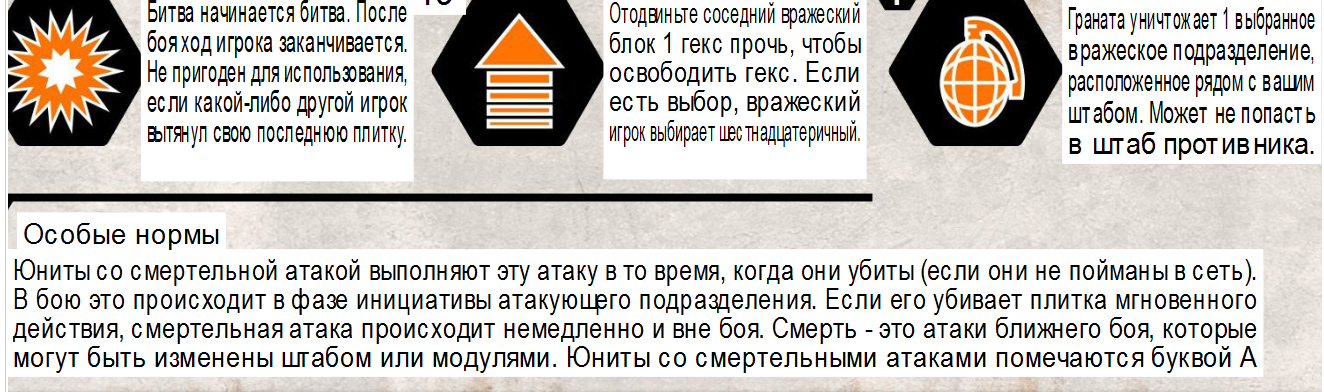 Битва начинается битва. После
боя ход игрока заканчивается.
Не пригоден для использования,
если какой-либо другой игрок
вытянул свою последнюю плитку.
Отодвиньте соседний вражеский
блок 1 гекс прочь, чтобы
освободить гекс. Если
есть выбор, вражеский
игрок выбирает шестнадцатеричный.
Граната уничтожает 1 выбранное
вражеское подразделение,
расположенное рядом с вашим
штабом. Может не попасть
в штаб противника.
Особые нормы
Юниты со смертельной атакой выполняют эту атаку в то время, когда они убиты (если они не пойманы в сеть).
В бою это происходит в фазе инициативы атакующего подразделения. Если его убивает плитка мгновенного
действия, смертельная атака происходит немедленно и вне боя. Смерть - это атаки ближнего боя, которые
могут быть изменены штабом или модулями. Юниты со смертельными атаками помечаются буквой А